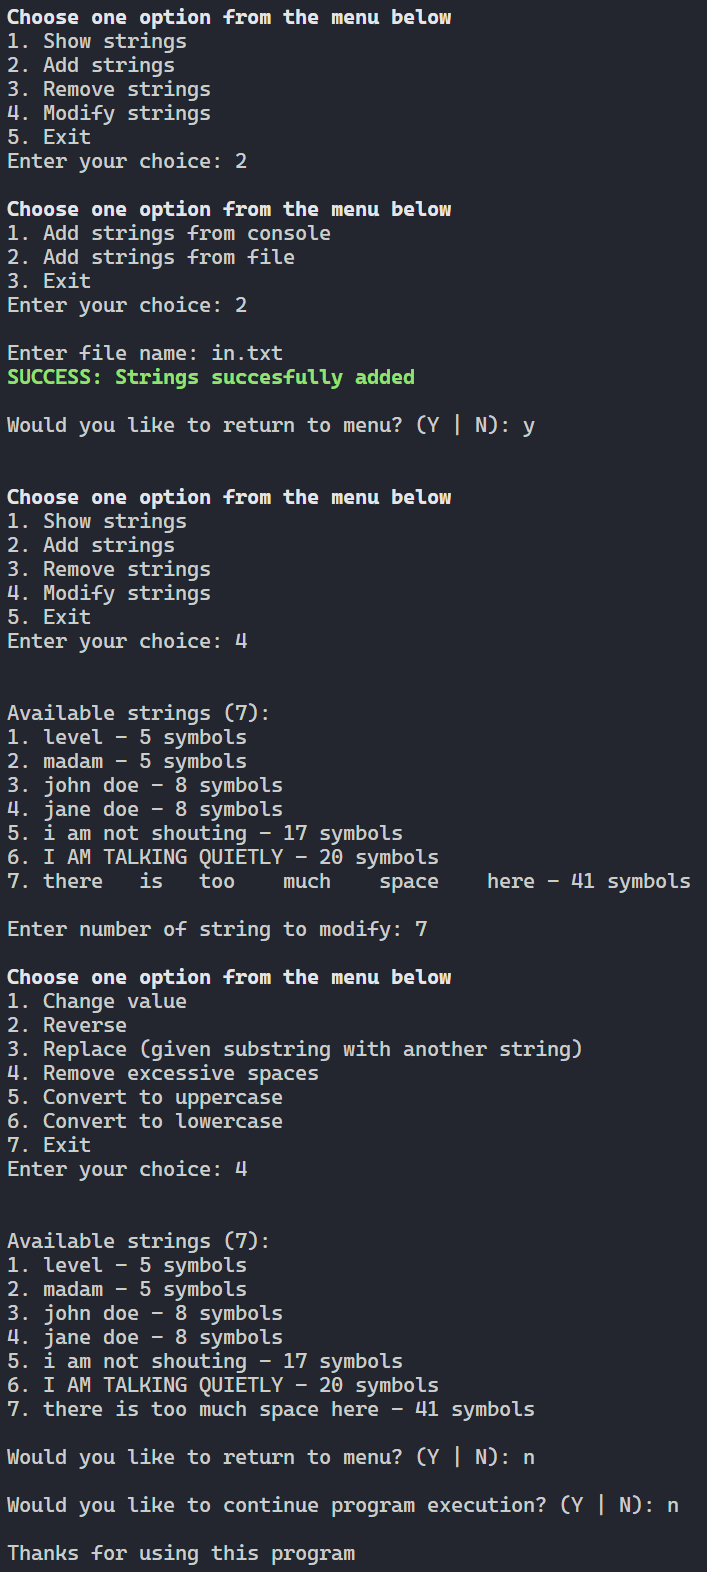 Choose one option from the menu below
1. Show strings
2. Add strings
3. Remove strings
4. Modify strings
5. Exit
Enter your choice: 2
Choose one option from the menu below
1. Add strings from console
2. Add strings from file
3. Exit
Enter your choice: 2
Enter file name: in.txt
SUCCESS: Strings succesfully added
Would you like to return to menu? (Y | N): y
Choose one option from the menu below
1. Show strings
2. Add strings
3. Remove strings
4. Modify strings
5. Exit
Enter your choice: 4
Available strings (7):
1. level - 5 symbols
2. madam - 5 symbols
3. john doe - 8 symbols
4. jane doe - 8 symbols
5. i am not shouting - 17 symbols
6. I AM TALKING QUIETLY - 20 symbols
7. there   is   too    much    space    here - 41 symbols
Enter number of string to modify: 7
Choose one option from the menu below
1. Change value
2. Reverse
3. Replace (given substring with another string)
4. Remove excessive spaces
5. Convert to uppercase
6. Convert to lowercase
7. Exit
Enter your choice: 4
Available strings (7):
1. level - 5 symbols
2. madam - 5 symbols
3. john doe - 8 symbols
4. jane doe - 8 symbols
5. i am not shouting - 17 symbols
6. I AM TALKING QUIETLY - 20 symbols
7. there is too much space here - 41 symbols
Would you like to return to menu? (Y | N): n
Would you like to continue program execution? (Y | N): n
Thanks for using this program